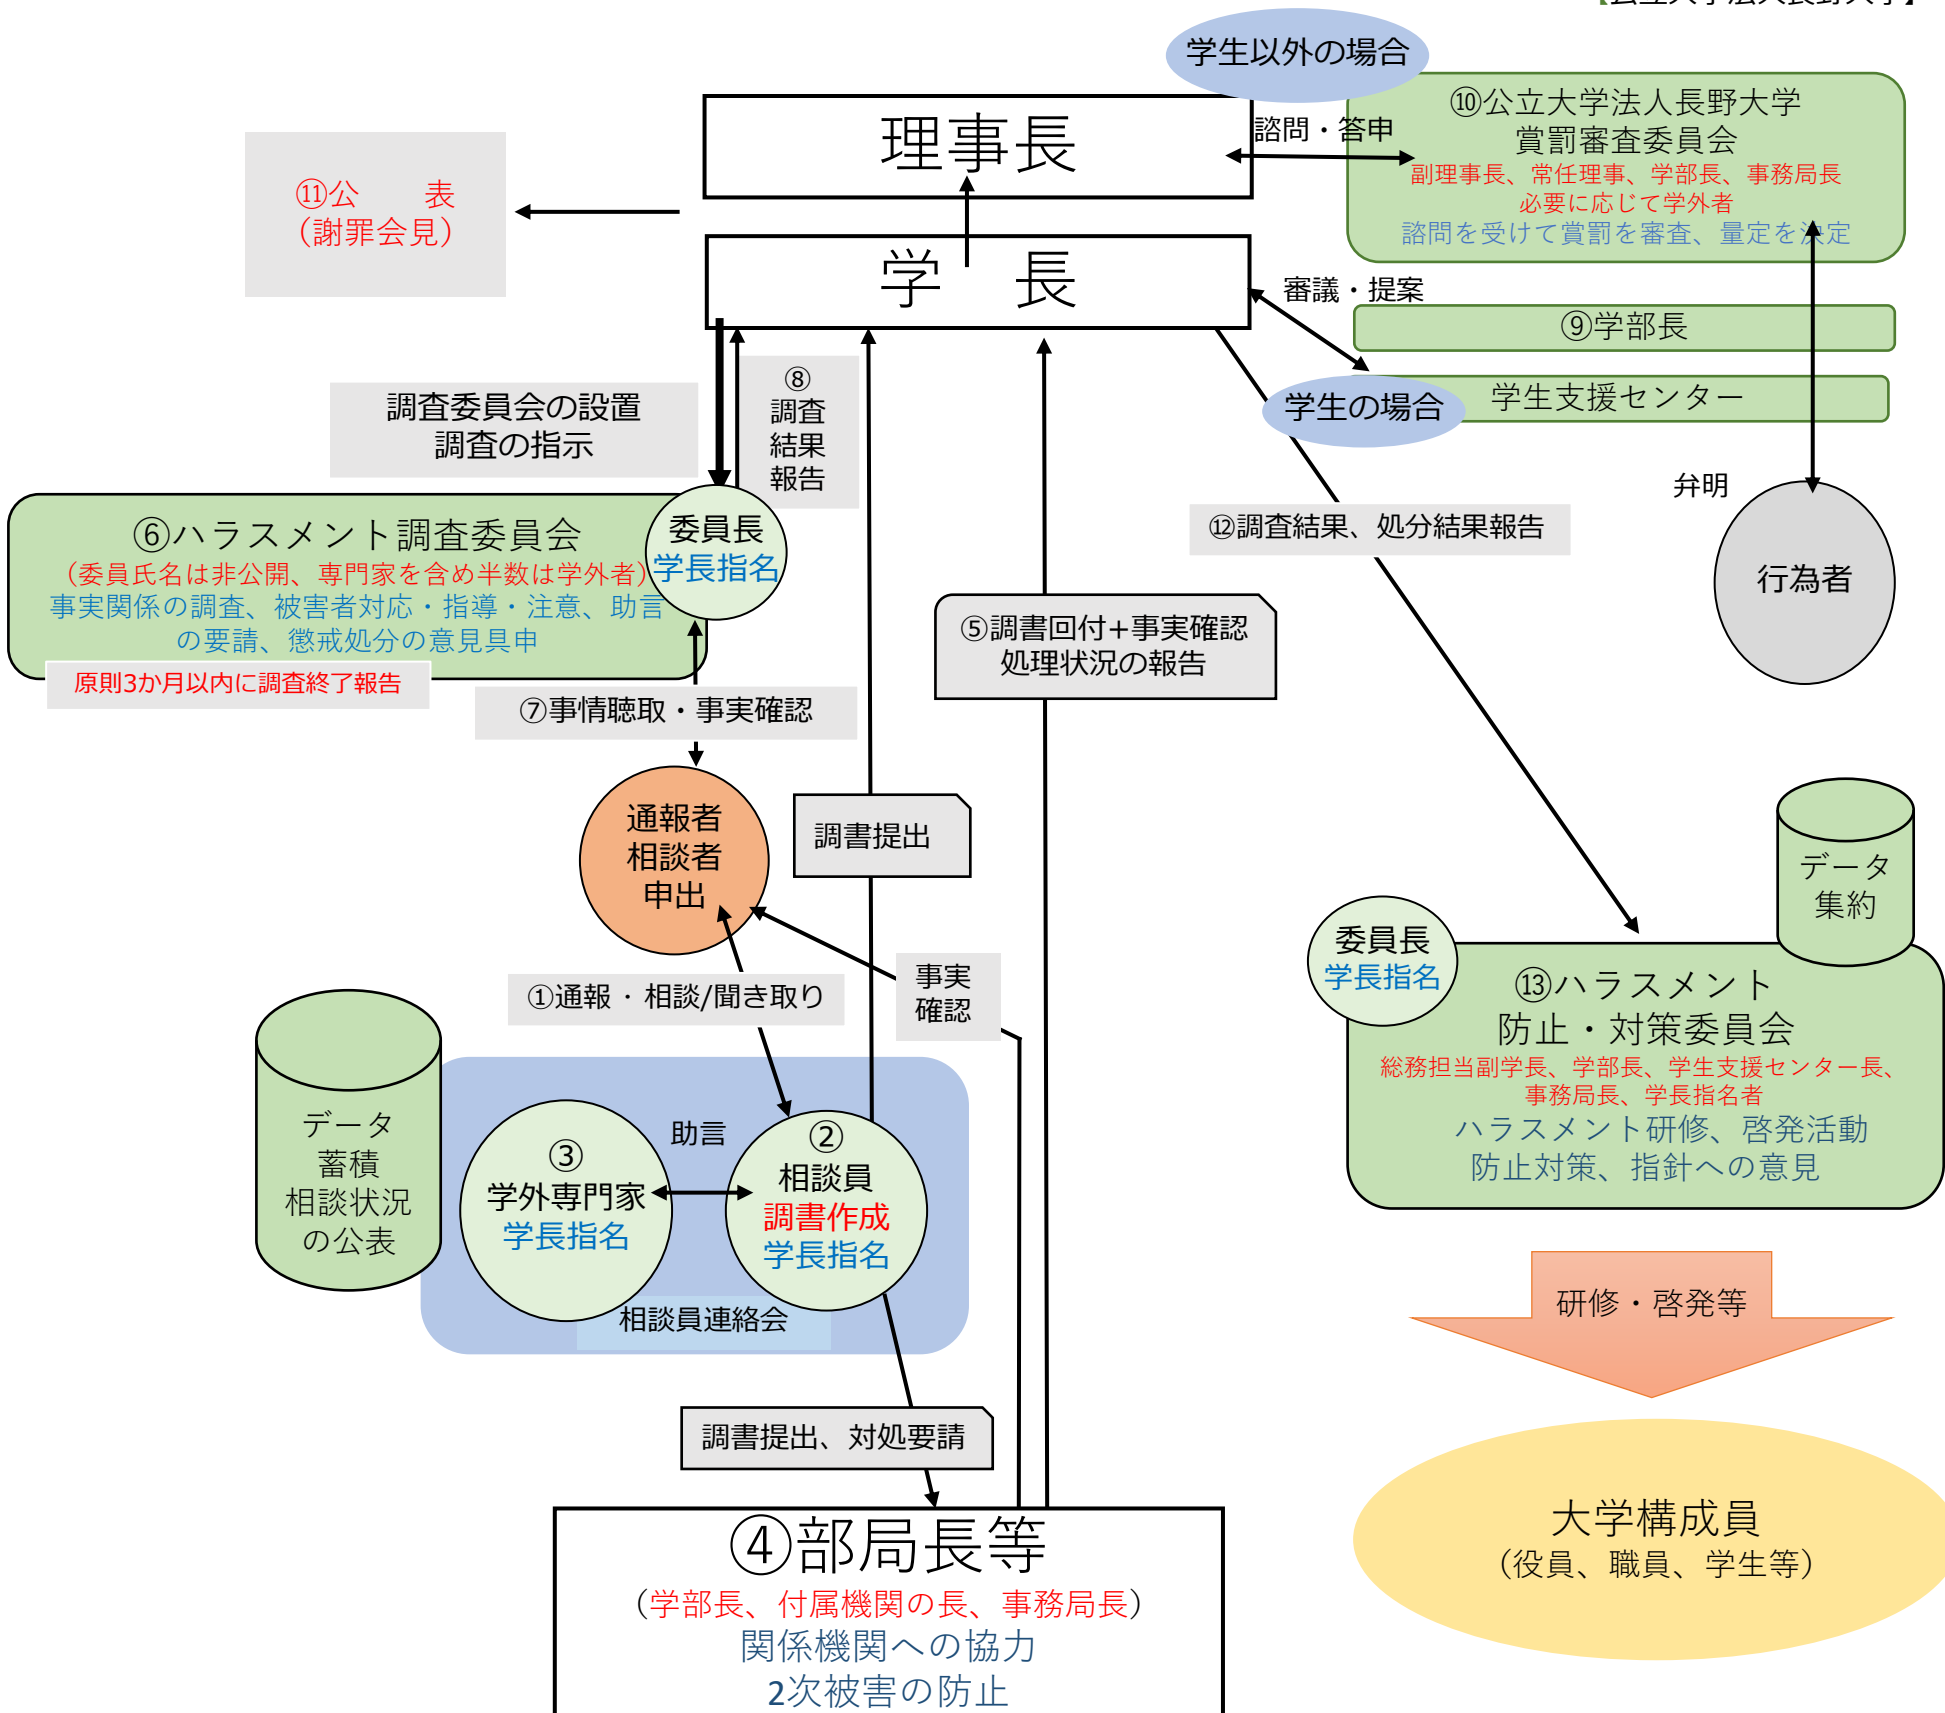 【公立大学法人長野大学】
学生以外の場合
理事長
諮問・答申
⑩公立大学法人長野大学
賞罰審査委員会
副理事長、常任理事、学部長、事務局長
必要に応じて学外者
諮問を受けて賞罰を審査、量定を決定
⑪公　　表
（謝罪会見）
学　長
審議・提案
⑨学部長
学生の場合
学生支援センター
調査委員会の設置
調査の指示
⑧
調査
結果
報告
弁明
行為者
⑫調査結果、処分結果報告
⑥ハラスメント調査委員会
（委員氏名は非公開、専門家を含め半数は学外者）
事実関係の調査、被害者対応・指導・注意、助言
の要請、懲戒処分の意見具申
原則3か月以内に調査終了報告
委員長
学長指名
⑤調書回付+事実確認
処理状況の報告
⑦事情聴取・事実確認
通報者
相談者
申出
調書提出
事実
確認
①通報・相談/聞き取り
データ
集約
委員長
学長指名
⑬ハラスメント
防止・対策委員会
総務担当副学長、学部長、学生支援センター長、
事務局長、学長指名者
ハラスメント研修、啓発活動
防止対策、指針への意見
データ
蓄積
相談状況
の公表
③
学外専門家
学長指名
助言
②
相談員
調書作成
学長指名
相談員連絡会
研修・啓発等
調書提出、対処要請
④部局長等
（学部長、付属機関の長、事務局長）
関係機関への協力
2次被害の防止
大学構成員
（役員、職員、学生等）